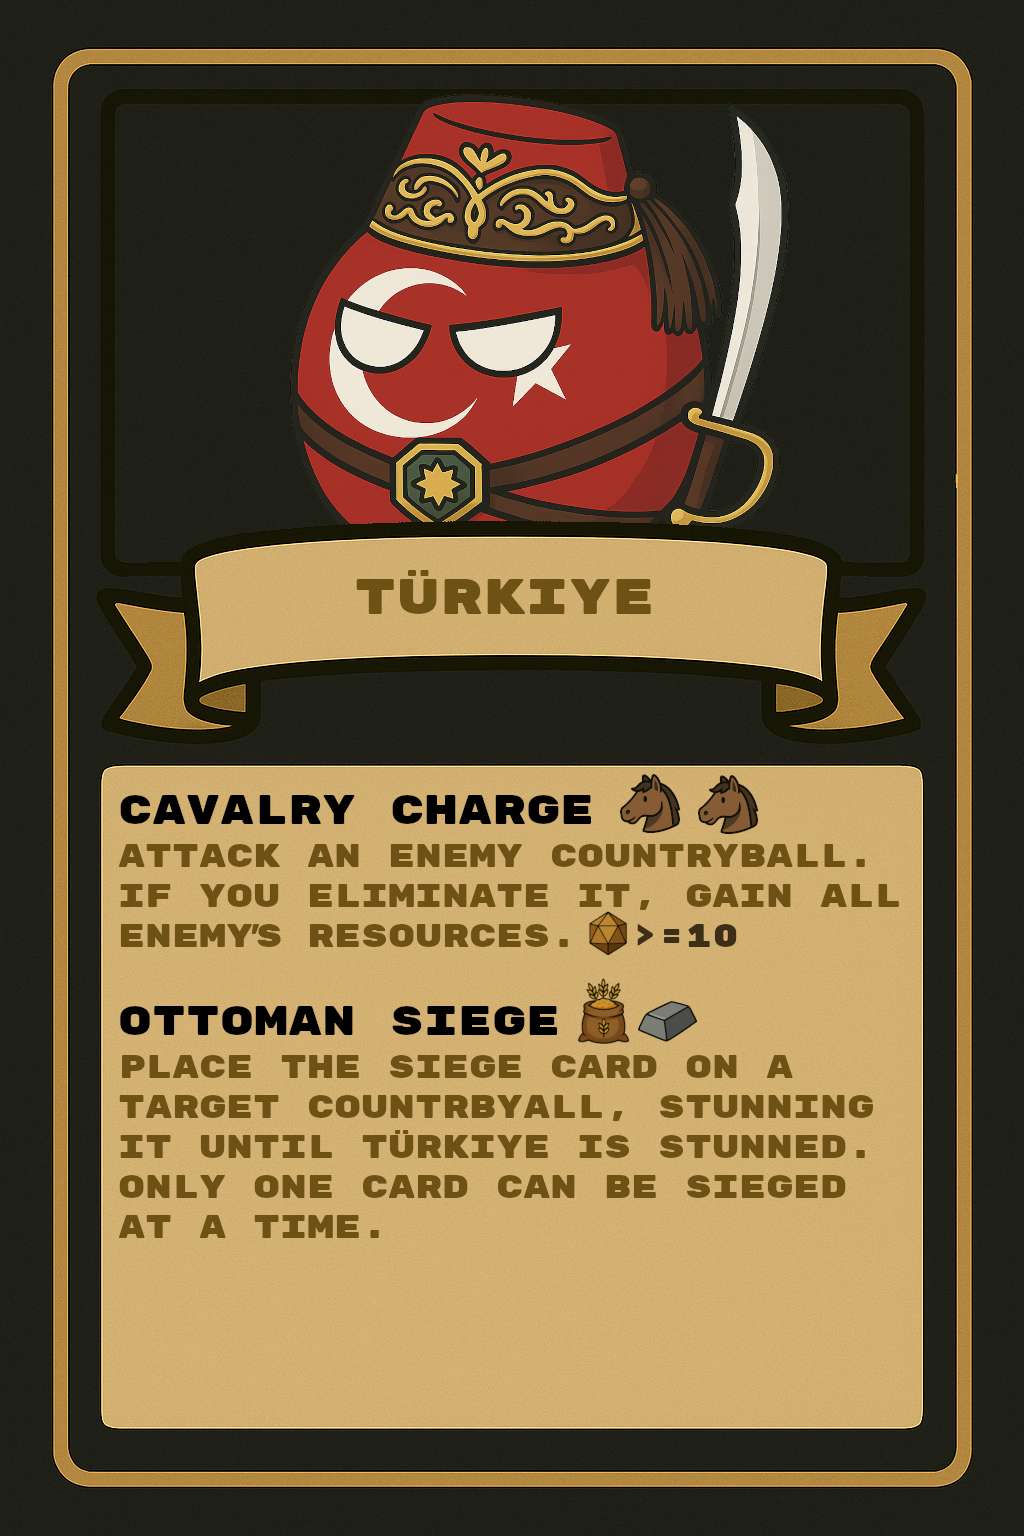 TÜRKIYE
CAVALRY CHARGE
ATTACK AN ENEMY COUNTRYBALL.
IF YOU ELIMINATE IT, GAIN ALL
ENEMY'S RESOURCES. >=10
OTTOMAN SIEGE
PLACE THE SIEGE CARD ON A
TARGET COUNTRBYALL, STUNNING
IT UNTIL TÜRKIYE IS STUNNED.
ONLY ONE CARD CAN BE SIEGED
AT A TIME.